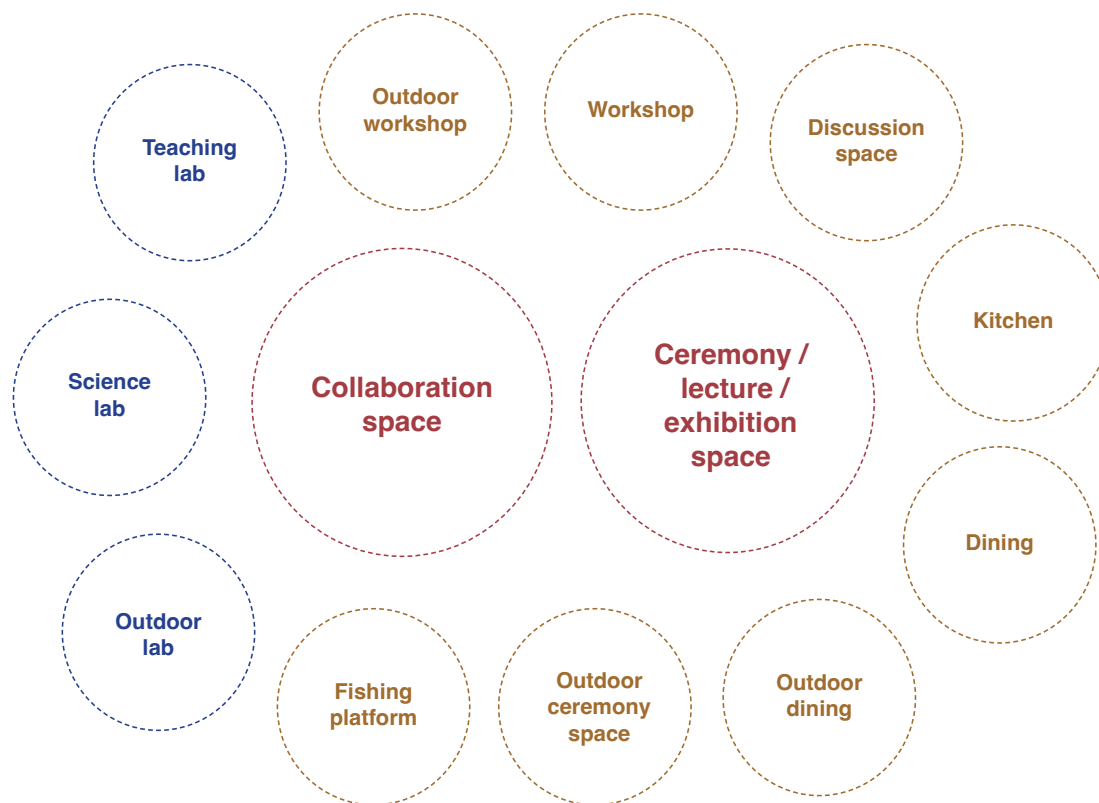 Outdoor
workshop
Workshop
Discussion
space
Teaching
lab
Kitchen
Science
lab
Collaboration
space
Ceremony /
lecture /
exhibition
space
Dining
Outdoor
lab
Fishing
platform
Outdoor
ceremony
space
Outdoor
dining